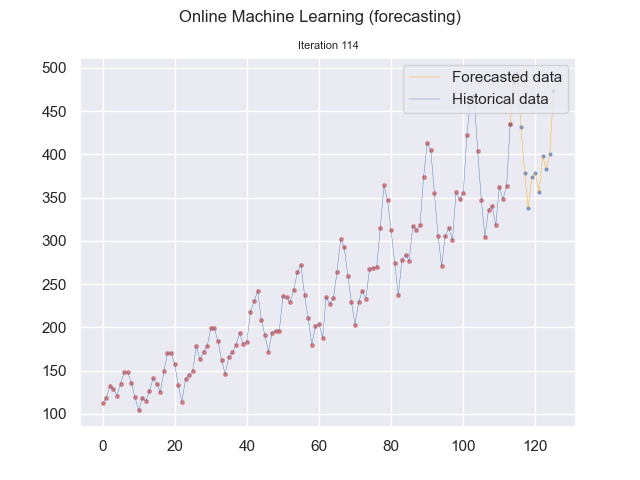 Online Machine Learning (forecasting)
Iteration 114
500
450
400
350
300
250
200
150
100
0 20 40 60 80 100 120
Forecasted data
Historical data